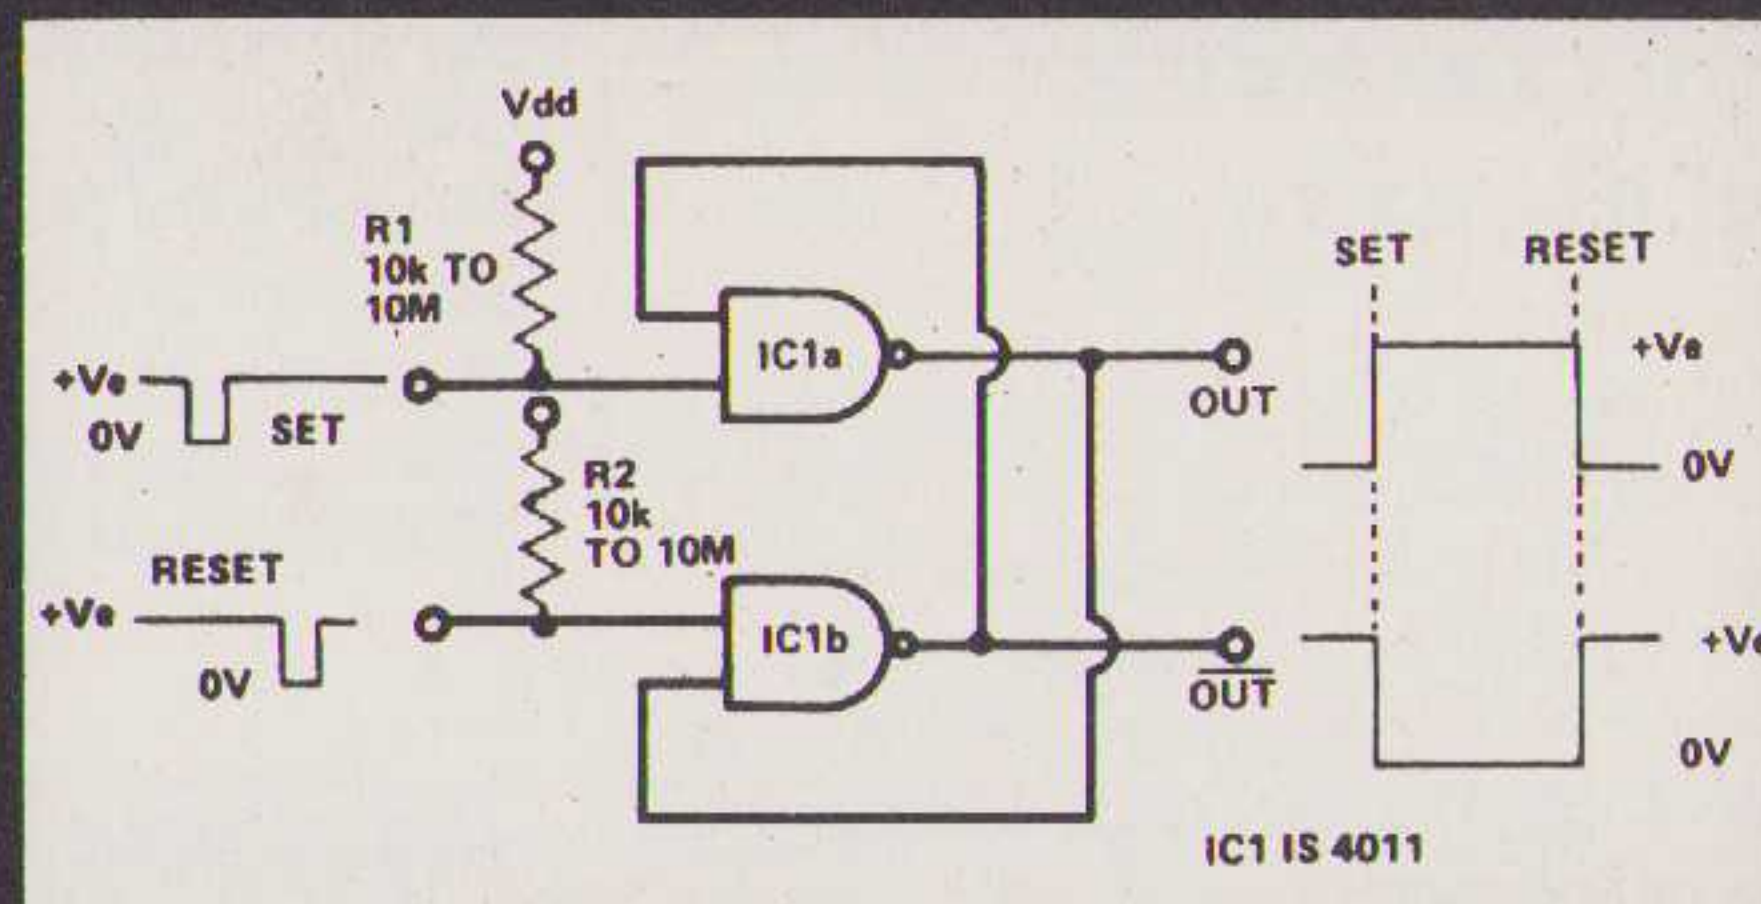 Vdd
R1
10k TO
10M
+Ve
0V
SET
IC1a
OUT
R2
10k
TO 10M
RESET
+Ve
0V
IC1b
OUT
SET
RESET
+Ve
0V
+Ve
0V
IC1 IS 4011